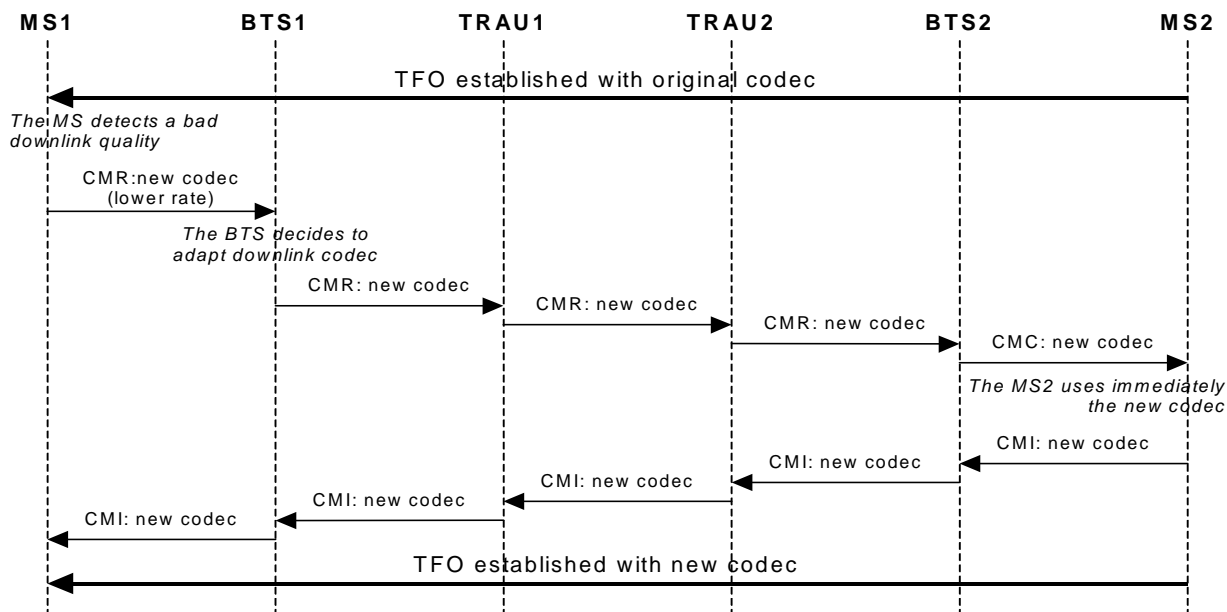 MS1 BTS1 TRAU1 TRAU2 BTS2 MS2
TFO established with original codec
The MS detects a bad
downlink quality
CMR:new codec
(lower rate)
The BTS decides to
adapt downlink codec
CMR: new codec
CMR: new codec
CMR: new codec
CMC: new codec
The MS2 uses immediately
the new codec
CMI: new codec
CMI: new codec
CMI: new codec
CMI: new codec
CMI: new codec
TFO established with new codec